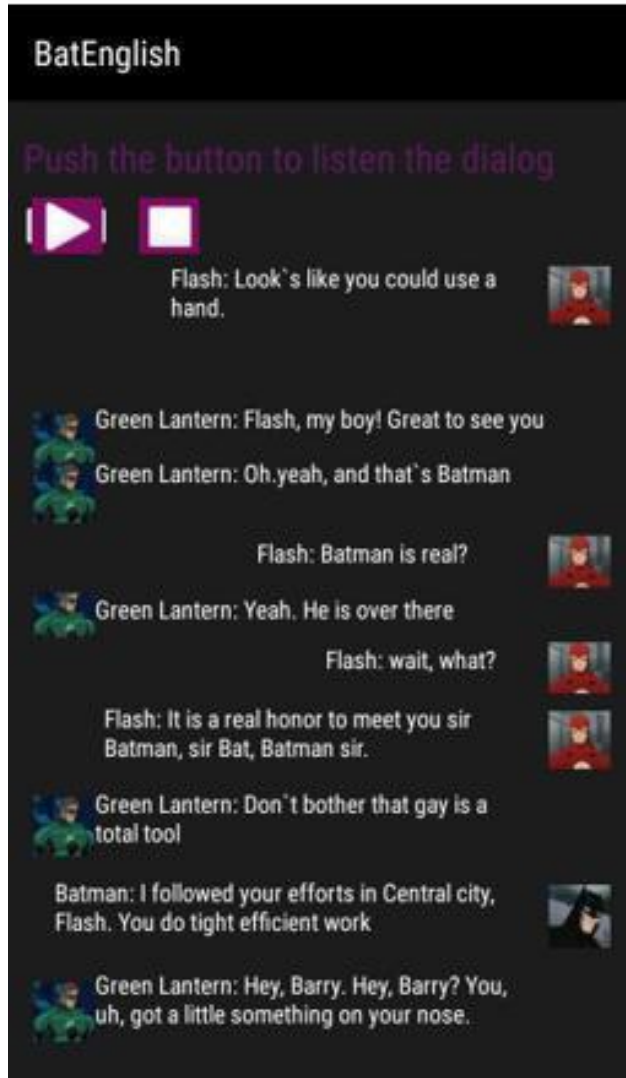 BatEnglish
Push the button to listen the dialog
Flash: Look`s like you could use a
hand.
Green Lantern: Flash, my boy! Great to see you
Green Lantern: Oh.yeah, and that`s Batman
Flash: Batman is real?
Green Lantern: Yeah. He is over there
Flash: wait, what?
Flash: It is a real honor to meet you sir
Batman, sir Bat, Batman sir.
Green Lantern: Don`t bother that gay is a
total tool
Batman: I followed your efforts in Central city,
Flash. You do tight efficient work
Green Lantern: Hey, Barry. Hey, Barry? You,
uh, got a little something on your nose.